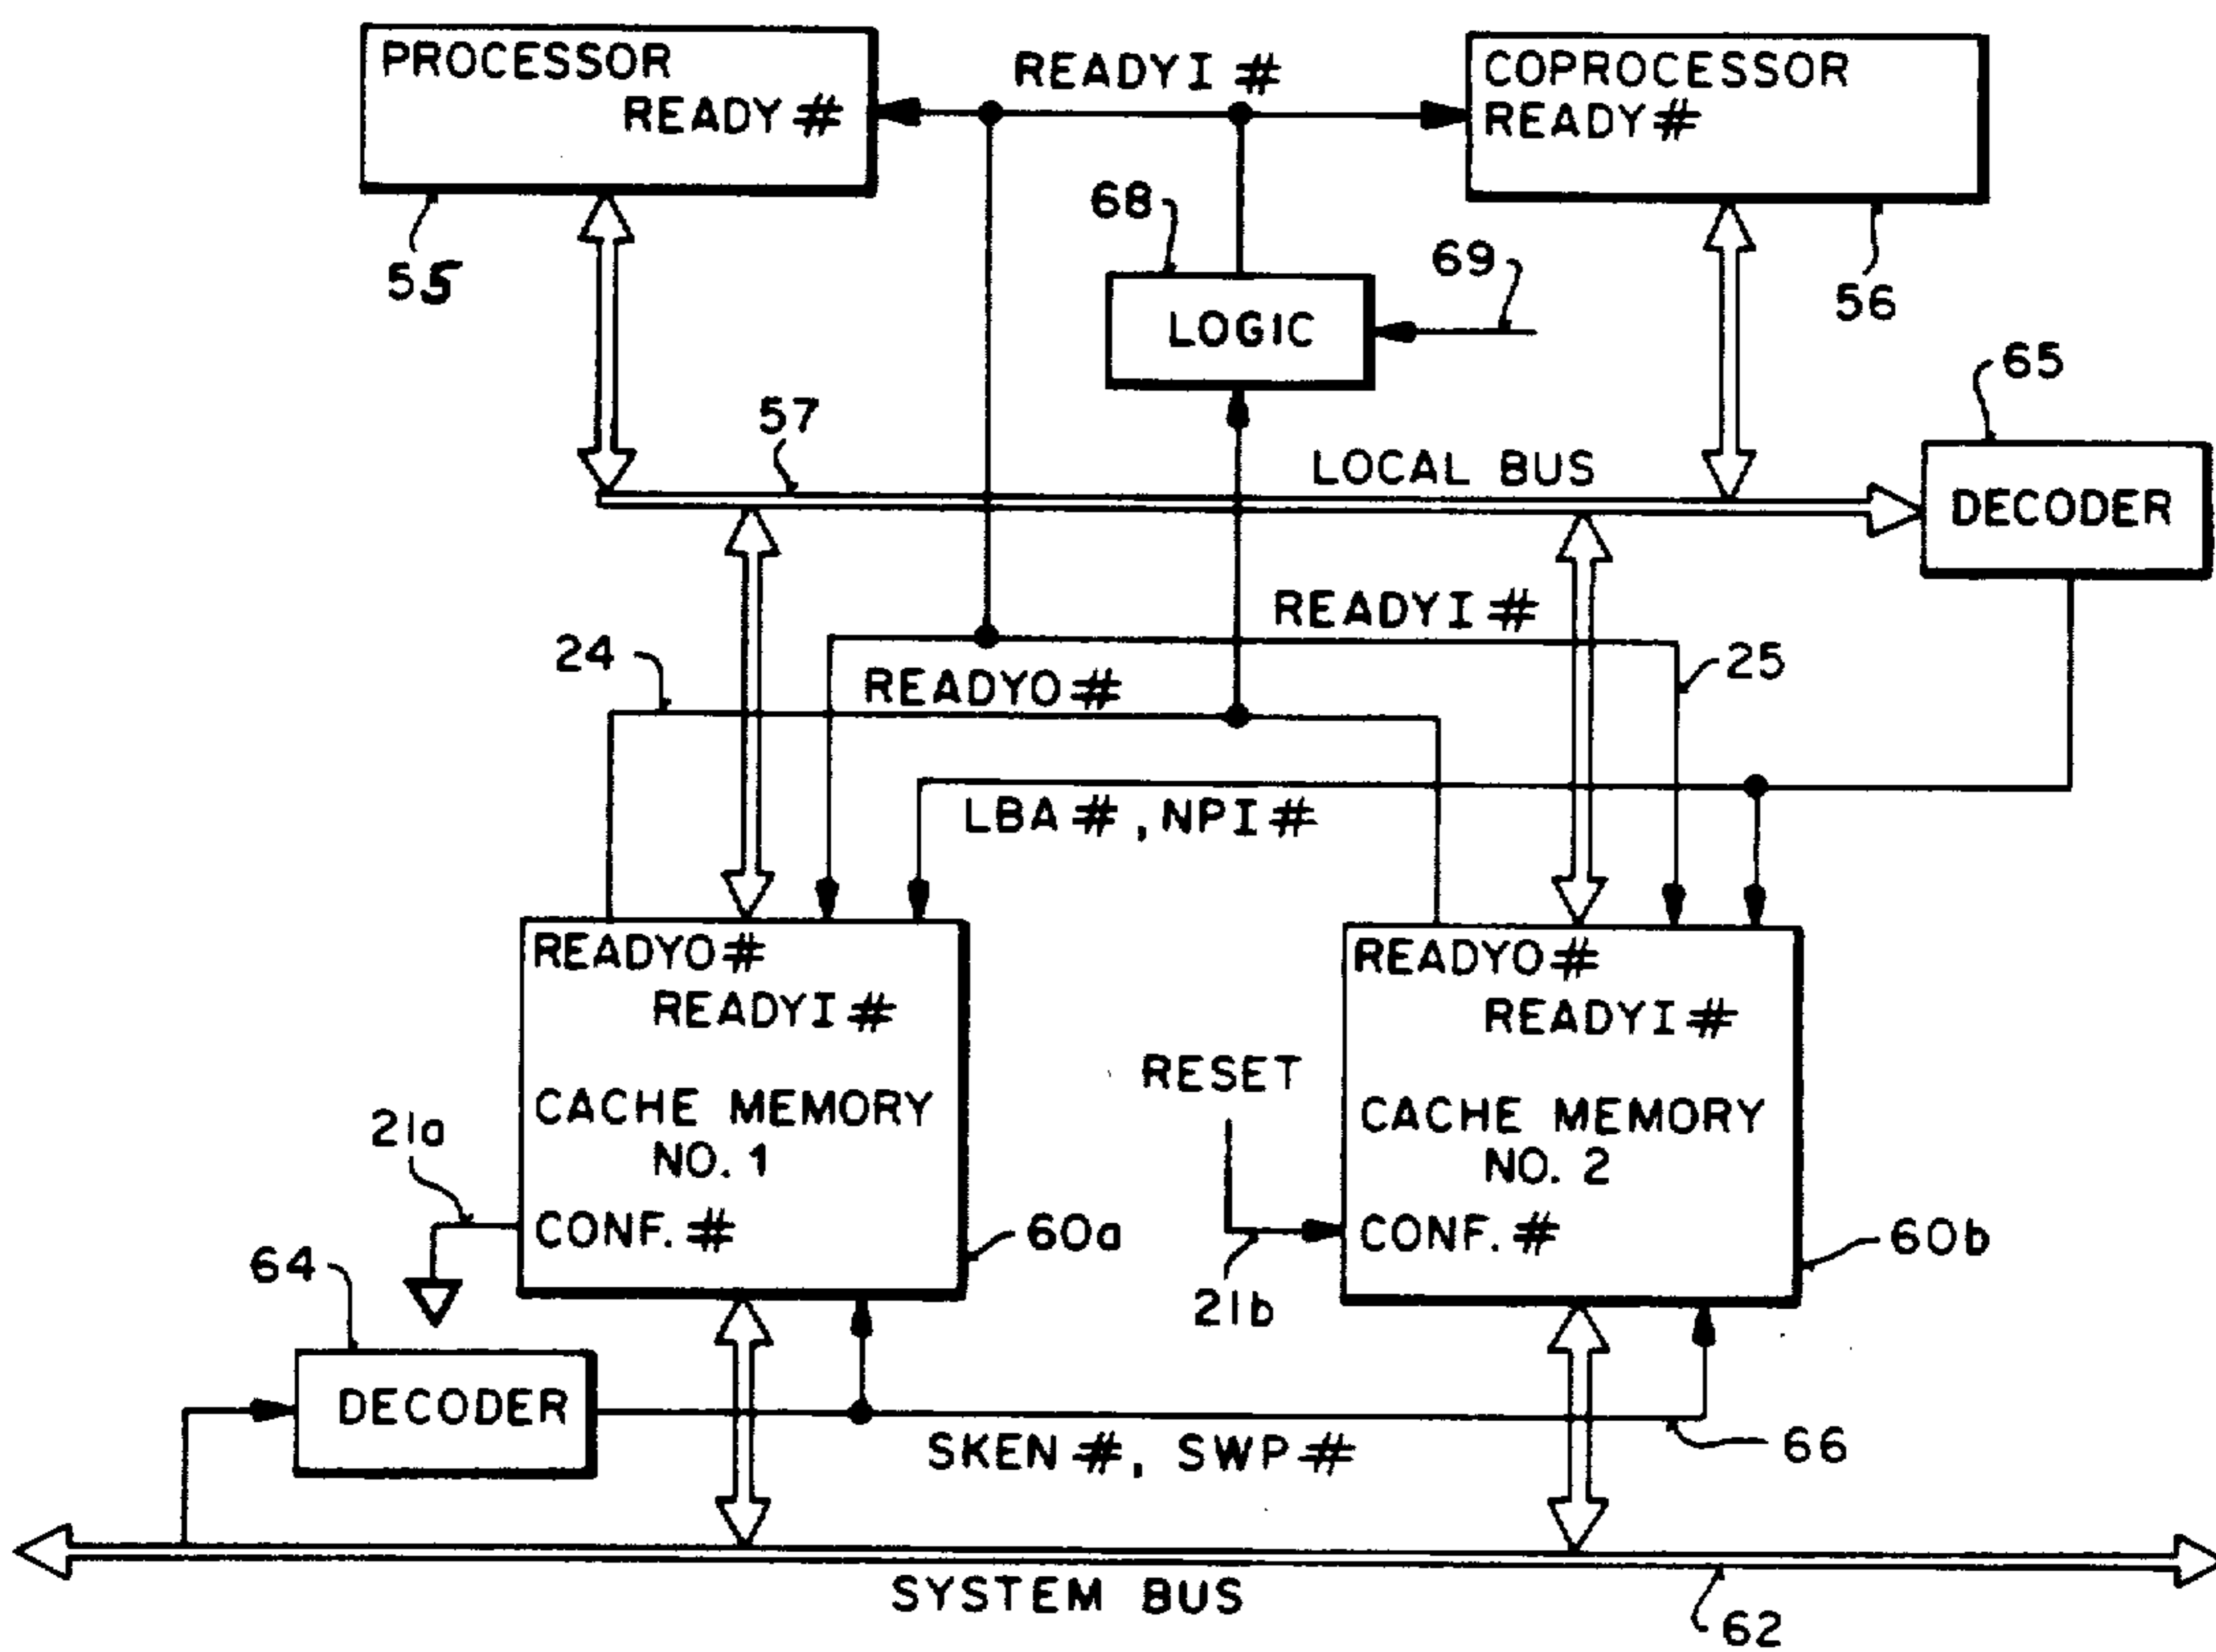 PROCESSOR
READY#
READYI#
COPROCESSOR
READY#
68
69
55
LOGIC
56
65
57
LOCAL BUS
DECODER
READYI#
24
25
READYO#
LBA#, NPI#
READYO#
READYI#
CACHE MEMORY
NO. 1
CONF. #
READYO#
READYI#
CACHE MEMORY
NO. 2
CONF. #
RESET
21a
60a
21b
60b
64
DECODER
SKEN#, SWP#
66
SYSTEM BUS
62